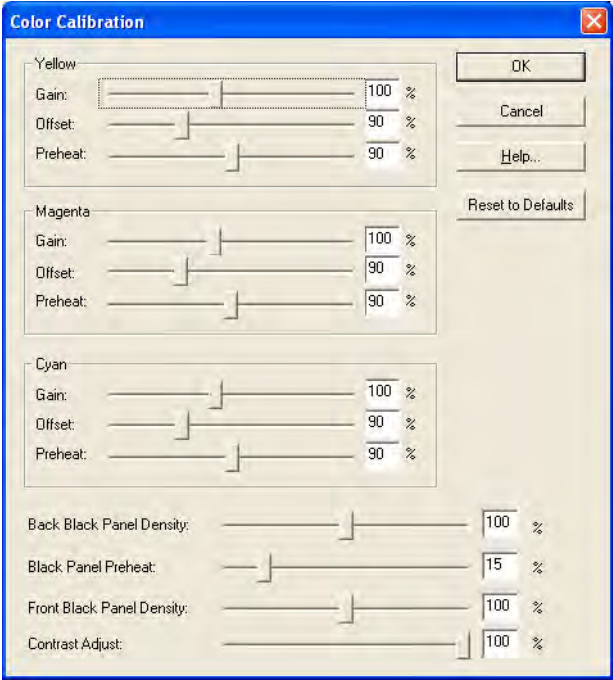 Color Calibration
Yellow
Gain: 100 %
Offset: 90 %
Preheat: 90 %
Magenta
Gain: 100 %
Offset: 90 %
Preheat: 90 %
Cyan
Gain: 100 %
Offset: 90 %
Preheat: 90 %
Back Black Panel Density: 100 %
Black Panel Preheat: 15 %
Front Black Panel Density: 100 %
Contrast Adjust: 100 %
OK
Cancel
Help...
Reset to Defaults